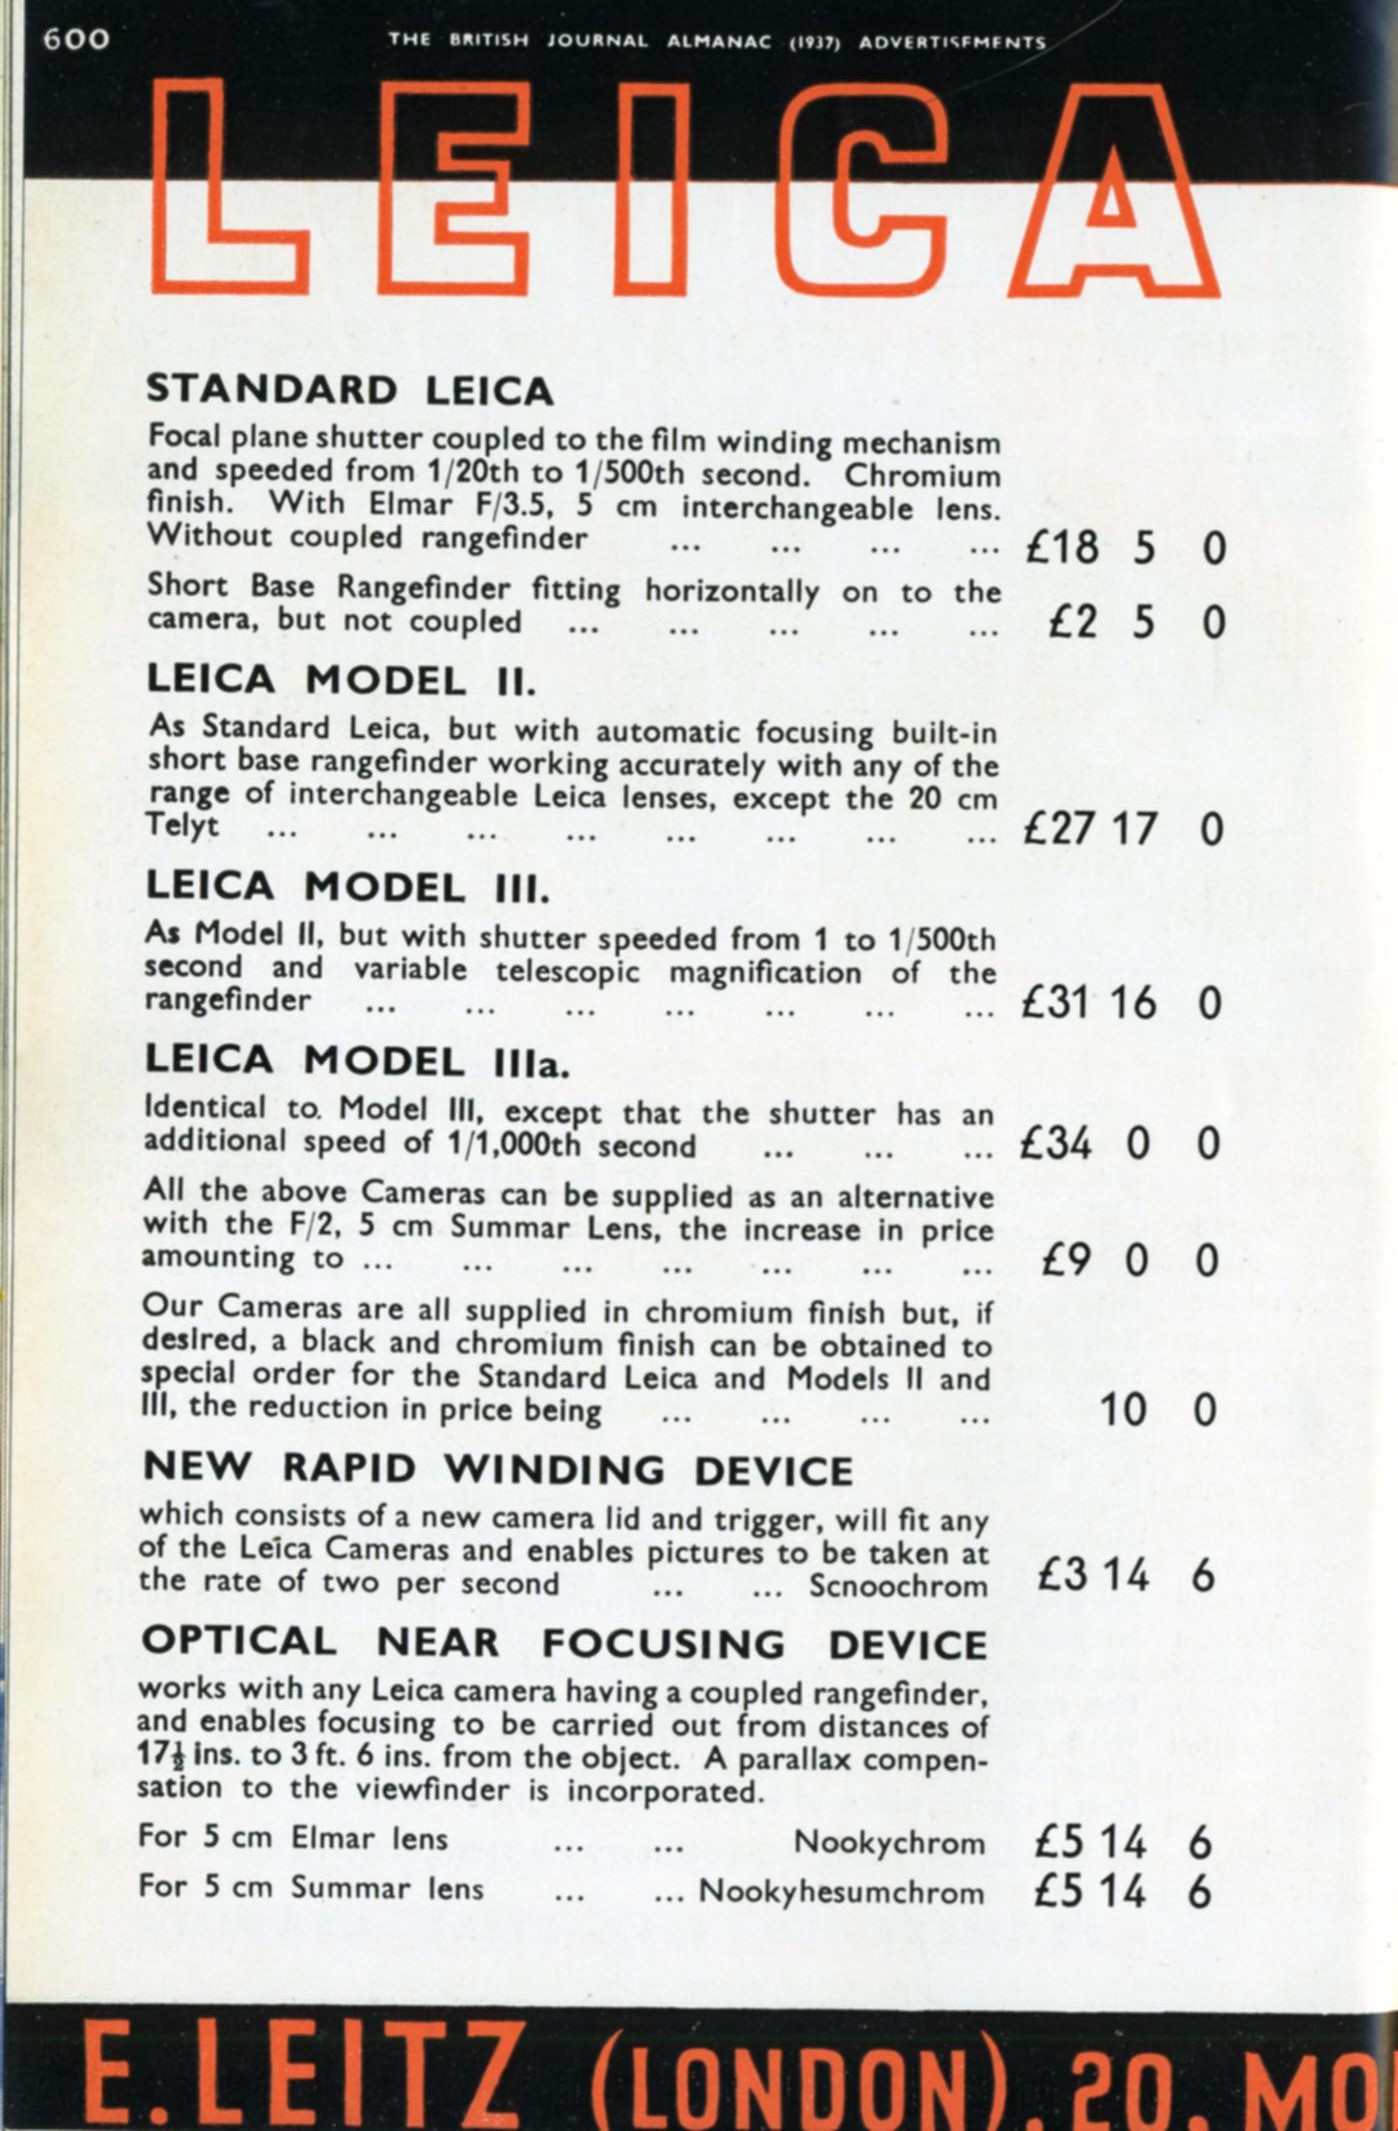 600
THE BRITISH JOURNAL ALMANAC (1937) ADVERTISEMENTS
LEICA
STANDARD LEICA
Focal plane shutter coupled to the film winding mechanism
and speeded from 1/20th to 1/500th second. Chromium
finish. With Elmar F/3.5, 5 cm interchangeable lens.
Without coupled rangefinder ... ... ... ... £18 5 0
Short Base Rangefinder fitting horizontally on to the
camera, but not coupled ... ... ... ... ... £2 5 0
LEICA MODEL II.
As Standard Leica, but with automatic focusing built-in
short base rangefinder working accurately with any of the
range of interchangeable Leica lenses, except the 20 cm
Telyt ... ... ... ... ... ... ... ... £27 17 0
LEICA MODEL III.
As Model II, but with shutter speeded from 1 to 1/500th
second and variable telescopic magnification of the
rangefinder ... ... ... ... ... ... ... £31 16 0
LEICA MODEL IIIa.
Identical to. Model III, except that the shutter has an
additional speed of 1/1,000th second ... ... ... £34 0 0
All the above Cameras can be supplied as an alternative
with the F/2, 5 cm Summar Lens, the increase in price
amounting to ... ... ... ... ... ... ... £9 0 0
Our Cameras are all supplied in chromium finish but, if
desired, a black and chromium finish can be obtained to
special order for the Standard Leica and Models II and
III, the reduction in price being ... ... ... ... 10 0
NEW RAPID WINDING DEVICE
which consists of a new camera lid and trigger, will fit any
of the Leica Cameras and enables pictures to be taken at
the rate of two per second ... ... Scnoochrom £3 14 6
OPTICAL NEAR FOCUSING DEVICE
works with any Leica camera having a coupled rangefinder,
and enables focusing to be carried out from distances of
17½ ins. to 3 ft. 6 ins. from the object. A parallax compen-
sation to the viewfinder is incorporated.
For 5 cm Elmar lens ... ... Nookychrom £5 14 6
For 5 cm Summar lens ... ... Nookyhesumchrom £5 14 6
E. LEITZ (LONDON), 20, MO